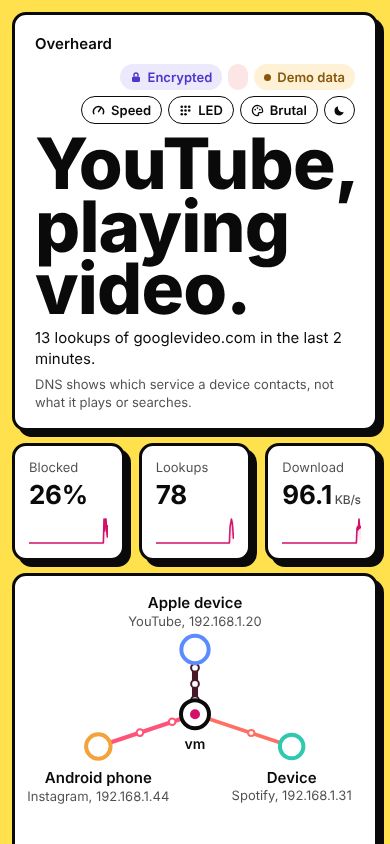 Overheard
Encrypted
Demo data
Speed
LED
Brutal
YouTube,
playing
video.
13 lookups of googlevideo.com in the last 2
minutes.
DNS shows which service a device contacts, not
what it plays or searches.
Blocked
26%
Lookups
78
Download
96.1 KB/s
Apple device
YouTube, 192.168.1.20
vm
Android phone
Instagram, 192.168.1.44
Device
Spotify, 192.168.1.31